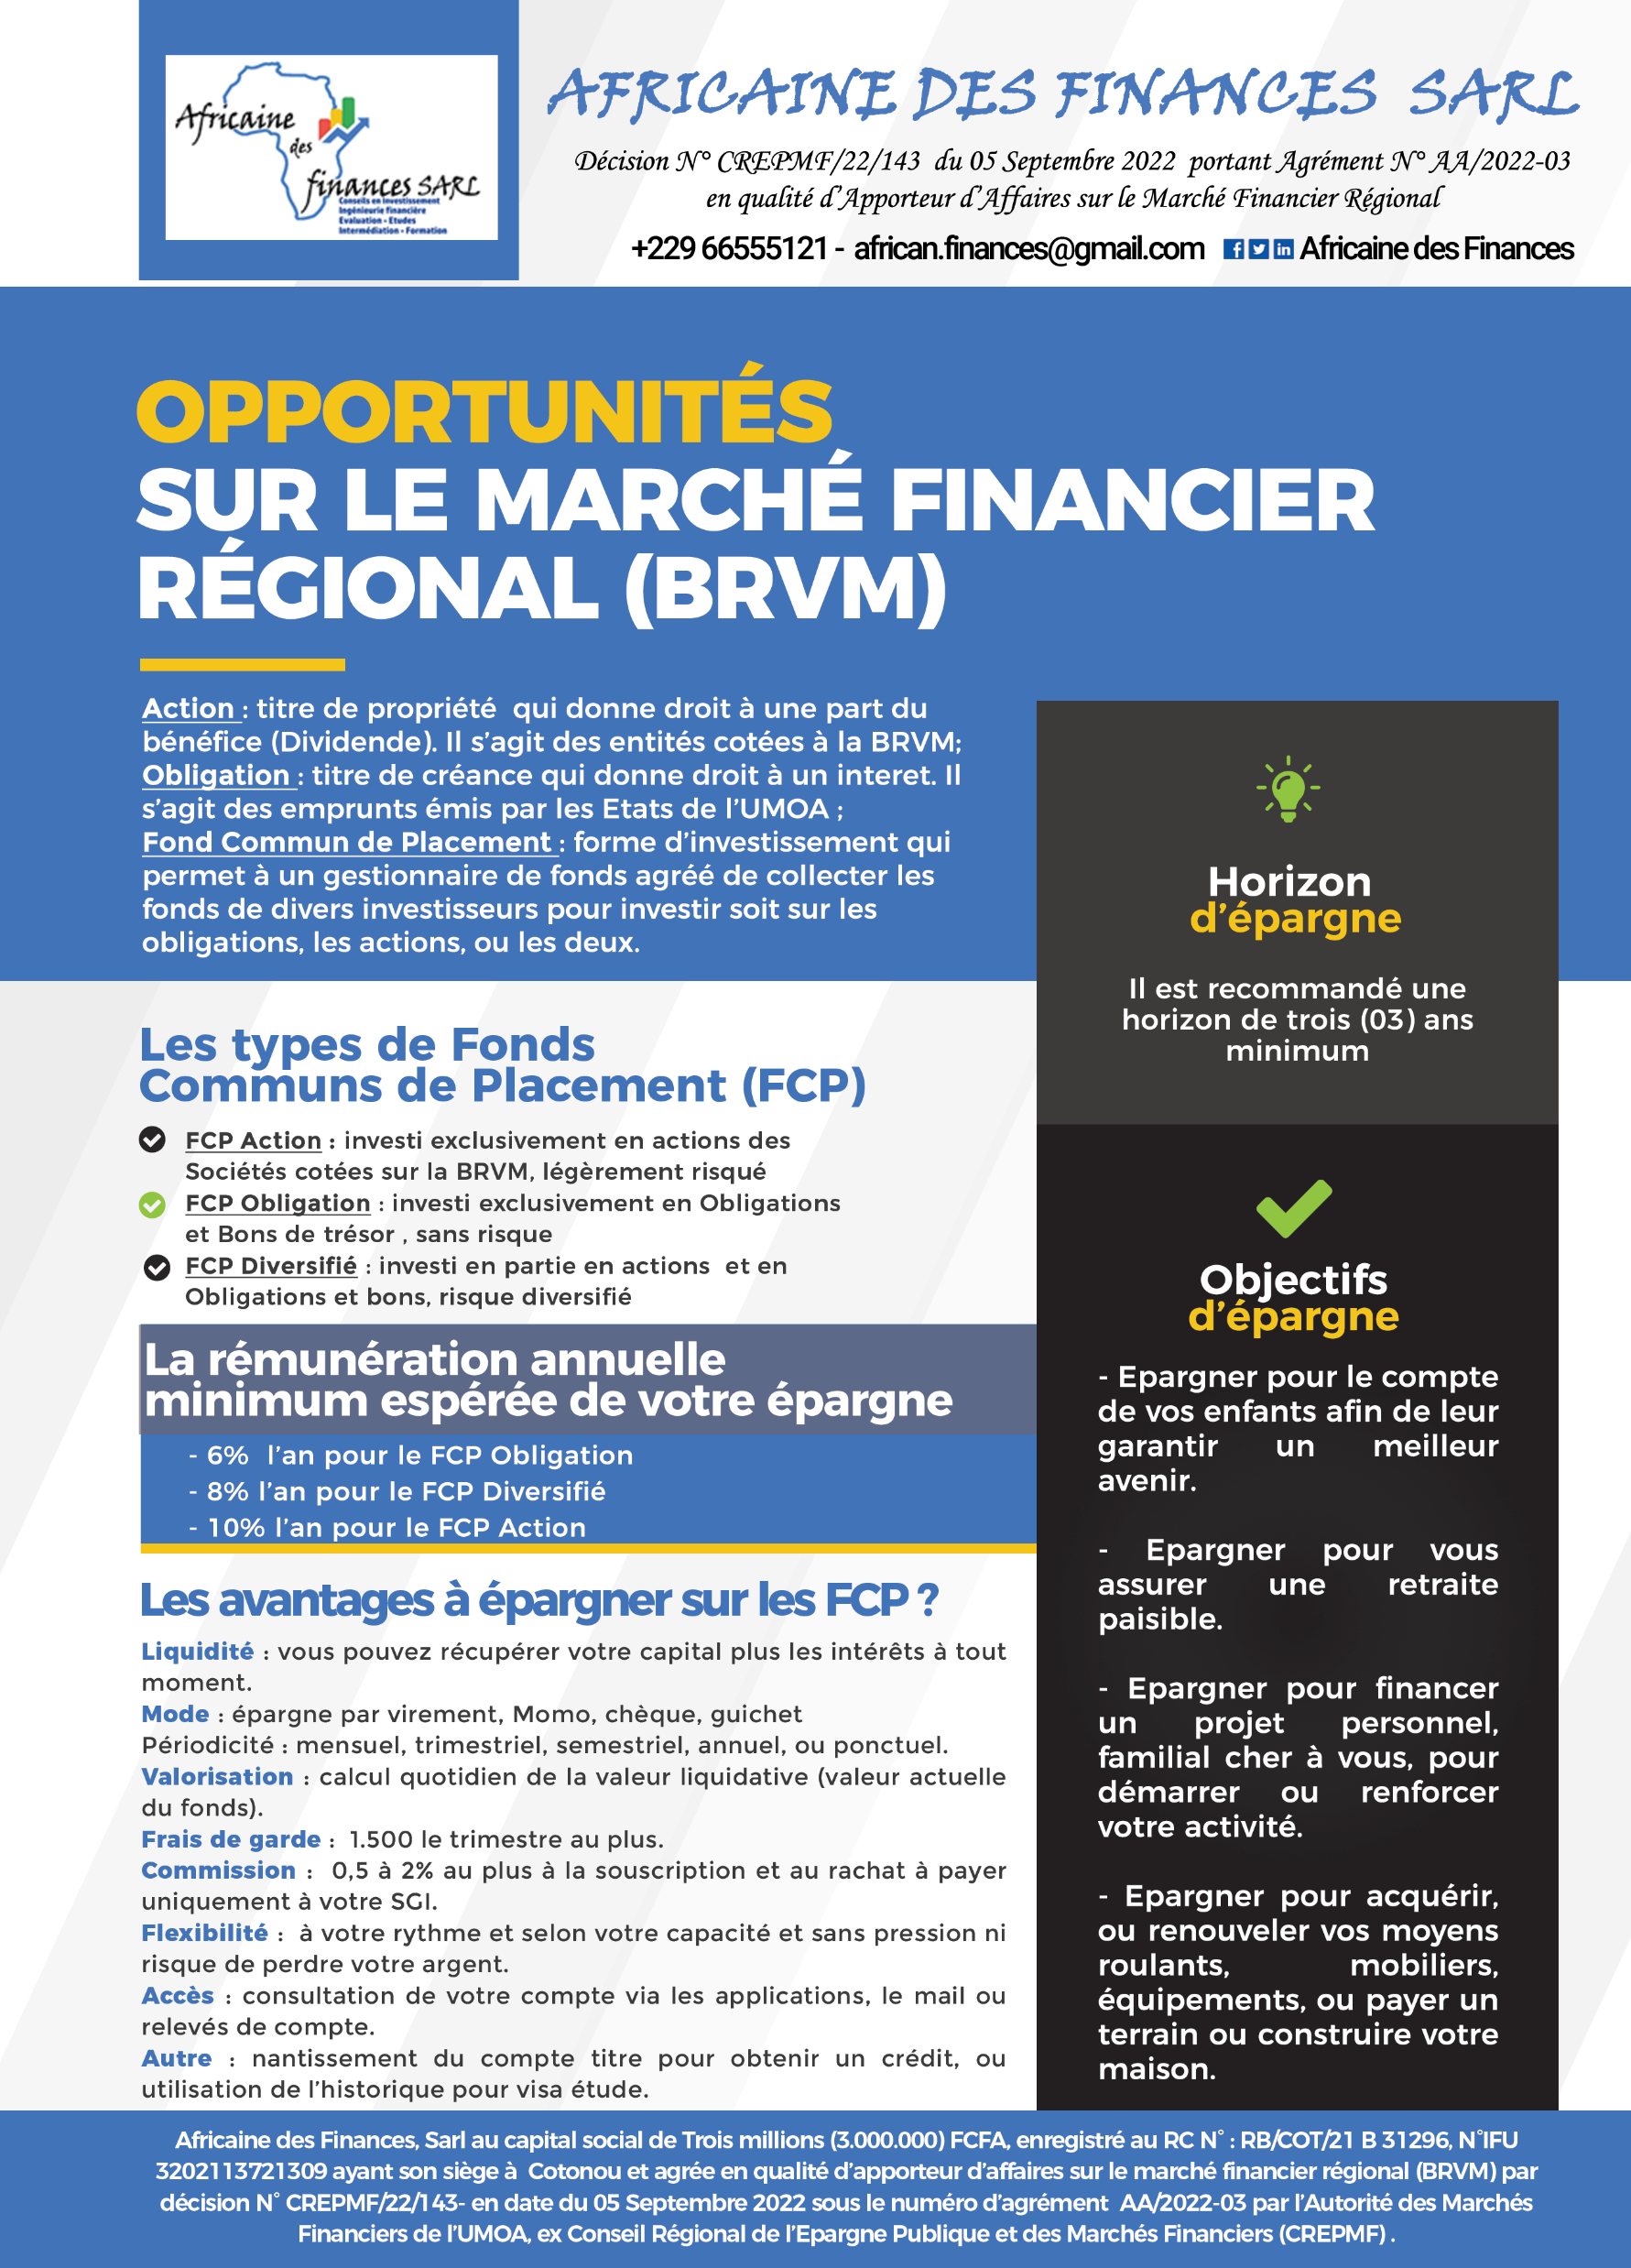 Africaine
des
finances SARL
Conseils en Investissement
Ingénieurie financière
Evaluation - Etudes
Intermédiation - Formation
AFRICAINE DES FINANCES SARL
Décision N° CREPMF/22/143 du 05 Septembre 2022 portant Agrément N° AA/2022-03
en qualité d'Apporteur d'Affaires sur le Marché Financier Régional
+229 66555121 - african.finances@gmail.com Africaine des Finances
OPPORTUNITÉS
SUR LE MARCHÉ FINANCIER
RÉGIONAL (BRVM)
Action : titre de propriété qui donne droit à une part du
bénéfice (Dividende). Il s'agit des entités cotées à la BRVM;
Obligation : titre de créance qui donne droit à un interet. Il
s'agit des emprunts émis par les Etats de l'UMOA ;
Fond Commun de Placement : forme d'investissement qui
permet à un gestionnaire de fonds agréé de collecter les
fonds de divers investisseurs pour investir soit sur les
obligations, les actions, ou les deux.
Horizon
d'épargne
Il est recommandé une
horizon de trois (03) ans
minimum
Les types de Fonds
Communs de Placement (FCP)
FCP Action : investi exclusivement en actions des
Sociétés cotées sur la BRVM, légèrement risqué
FCP Obligation : investi exclusivement en Obligations
et Bons de trésor , sans risque
FCP Diversifié : investi en partie en actions et en
Obligations et bons, risque diversifié
La rémunération annuelle
minimum espérée de votre épargne
- 6% l'an pour le FCP Obligation
- 8% l'an pour le FCP Diversifié
- 10% l'an pour le FCP Action
Les avantages à épargner sur les FCP ?
Liquidité : vous pouvez récupérer votre capital plus les intérêts à tout
moment.
Mode : épargne par virement, Momo, chèque, guichet
Périodicité : mensuel, trimestriel, semestriel, annuel, ou ponctuel.
Valorisation : calcul quotidien de la valeur liquidative (valeur actuelle
du fonds).
Frais de garde : 1.500 le trimestre au plus.
Commission : 0,5 à 2% au plus à la souscription et au rachat à payer
uniquement à votre SGI.
Flexibilité : à votre rythme et selon votre capacité et sans pression ni
risque de perdre votre argent.
Accès : consultation de votre compte via les applications, le mail ou
relevés de compte.
Autre : nantissement du compte titre pour obtenir un crédit, ou
utilisation de l'historique pour visa étude.
Objectifs
d'épargne
- Epargner pour le compte
de vos enfants afin de leur
garantir un meilleur
avenir.
- Epargner pour vous
assurer une retraite
paisible.
- Epargner pour financer
un projet personnel,
familial cher à vous, pour
démarrer ou renforcer
votre activité.
- Epargner pour acquérir,
ou renouveler vos moyens
roulants, mobiliers,
équipements, ou payer un
terrain ou construire votre
maison.
Africaine des Finances, Sarl au capital social de Trois millions (3.000.000) FCFA, enregistré au RC N° : RB/COT/21 B 31296, N°IFU
3202113721309 ayant son siège à Cotonou et agrée en qualité d'apporteur d'affaires sur le marché financier régional (BRVM) par
décision N° CREPMF/22/143- en date du 05 Septembre 2022 sous le numéro d'agrément AA/2022-03 par l'Autorité des Marchés
Financiers de l'UMOA, ex Conseil Régional de l'Epargne Publique et des Marchés Financiers (CREPMF) .